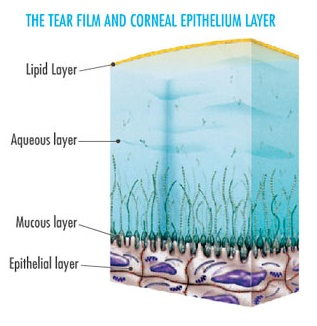 THE TEAR FILM AND CORNEAL EPITHELIUM LAYER
Lipid Layer
Aqueous layer
Mucous layer
Epithelial layer